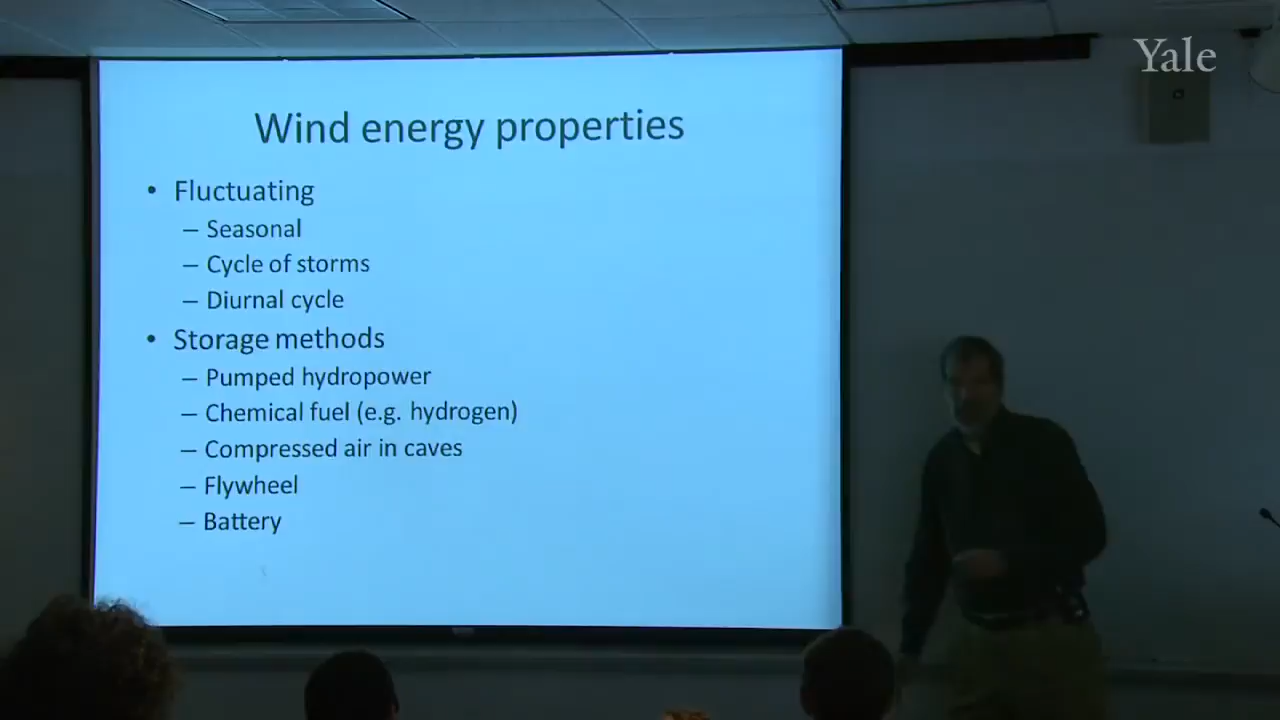 Yale
Wind energy properties
• Fluctuating
– Seasonal
– Cycle of storms
– Diurnal cycle
• Storage methods
– Pumped hydropower
– Chemical fuel (e.g. hydrogen)
– Compressed air in caves
– Flywheel
– Battery